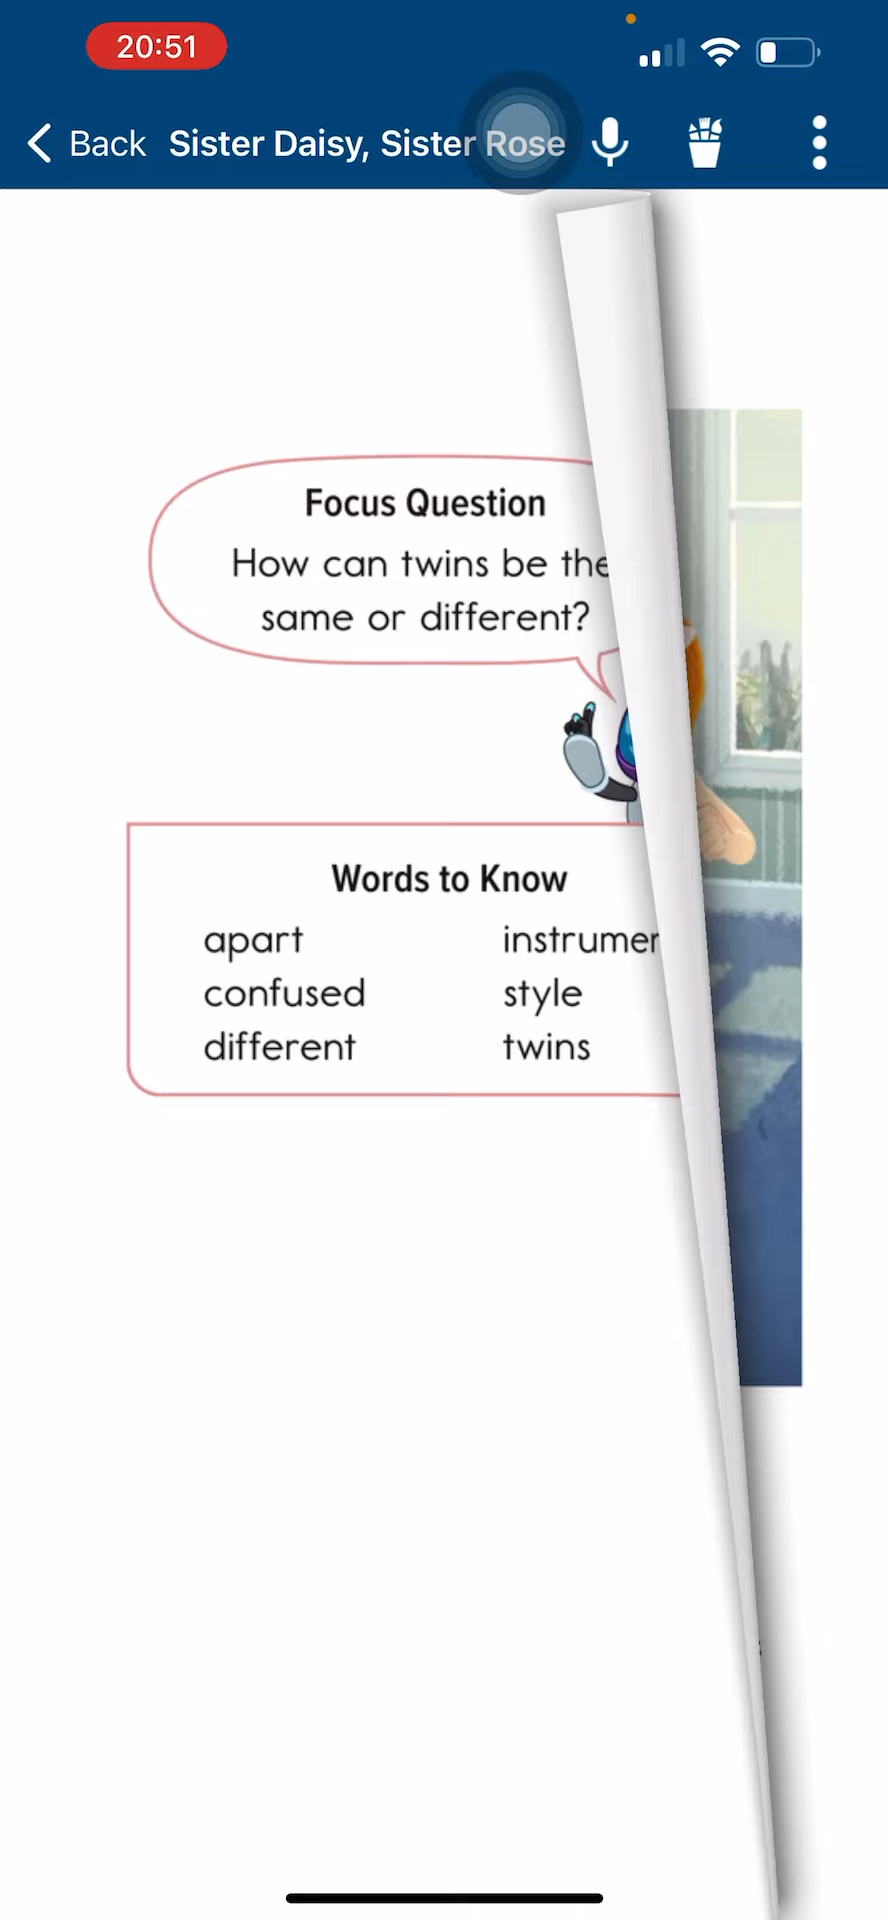 20:51
Back Sister Daisy, Sister Rose
Focus Question
How can twins be the
same or different?
Words to Know
apart
confused
different
style
twins